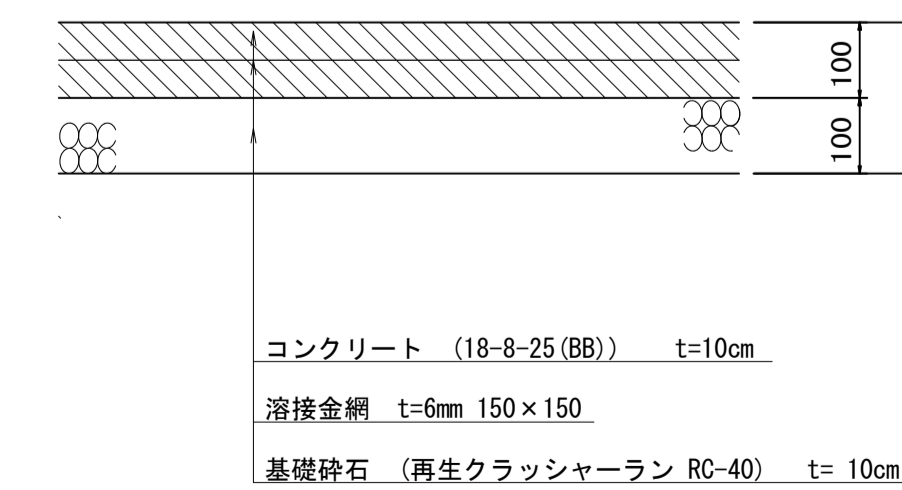 100
100
コンクリート (18-8-25(BB)) t=10cm
溶接金網 t=6mm 150×150
基礎砕石 (再生クラッシャーラン RC-40) t= 10cm